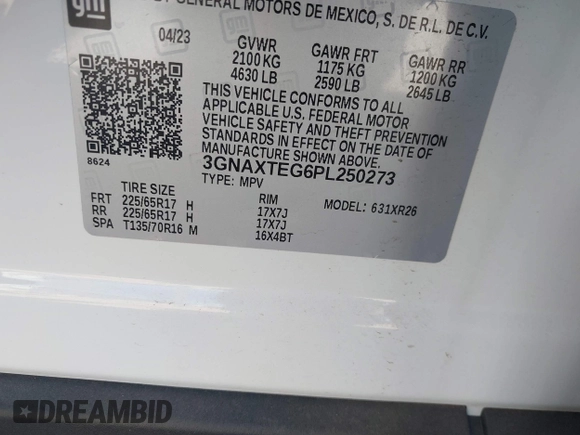 gm
GENERAL MOTORS DE MEXICO, S. DE R.L. DE C.V.
04/23
GVWR GAWR FRT GAWR RR
2100 KG 1175 KG 1200 KG
4630 LB 2590 LB 2645 LB
THIS VEHICLE CONFORMS TO ALL
APPLICABLE U.S. FEDERAL MOTOR
VEHICLE SAFETY AND THEFT PREVENTION
STANDARDS IN EFFECT ON THE DATE OF
MANUFACTURE SHOWN ABOVE.
8624
3GNAXTEG6PL250273
TYPE: MPV
TIRE SIZE RIM MODEL: 631XR26
FRT 225/65R17 H 17X7J
RR 225/65R17 H 17X7J
SPA T135/70R16 M 16X4BT
DREAMBID